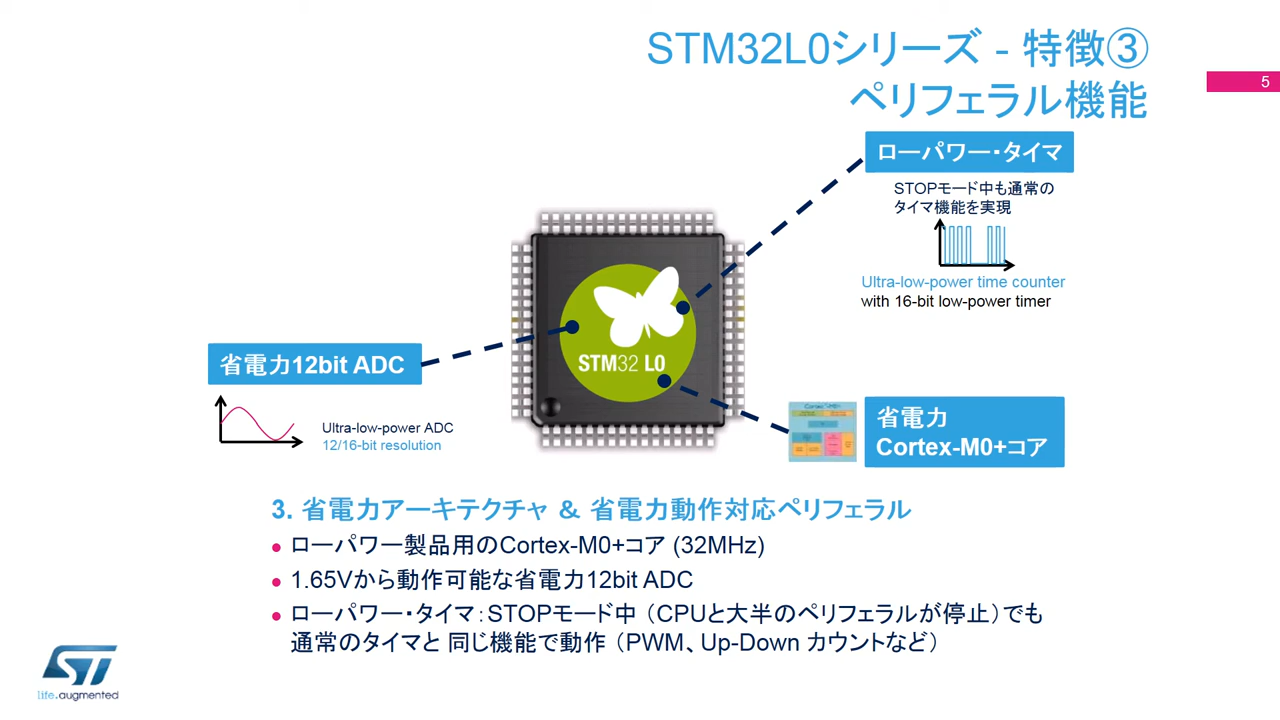 STM32L0シリーズ - 特徴③
ペリフェラル機能
5
ローパワー・タイマ
STOPモード中も通常の
タイマ機能を実現
Ultra-low-power time counter
with 16-bit low-power timer
STM32 L0
省電力12bit ADC
Ultra-low-power ADC
12/16-bit resolution
省電力
Cortex-M0+コア
3. 省電力アーキテクチャ & 省電力動作対応ペリフェラル
• ローパワー製品用のCortex-M0+コア (32MHz)
• 1.65Vから動作可能な省電力12bit ADC
• ローパワー・タイマ：STOPモード中（CPUと大半のペリフェラルが停止）でも
通常のタイマと 同じ機能で動作（PWM、Up-Down カウントなど）
ST
life.augmented